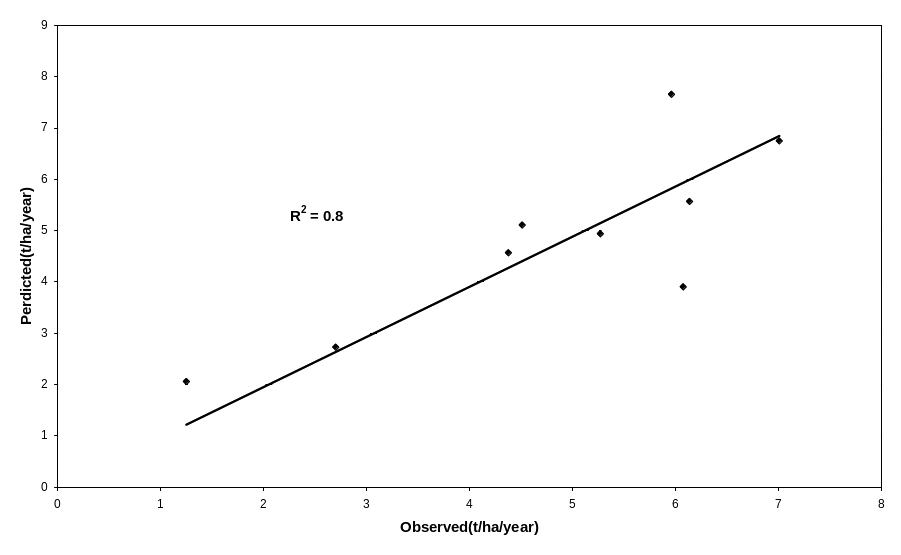 9
8
7
6
5
4
3
2
1
0
Perdicted(t/ha/year)
R² = 0.8
0 1 2 3 4 5 6 7 8
Observed(t/ha/year)